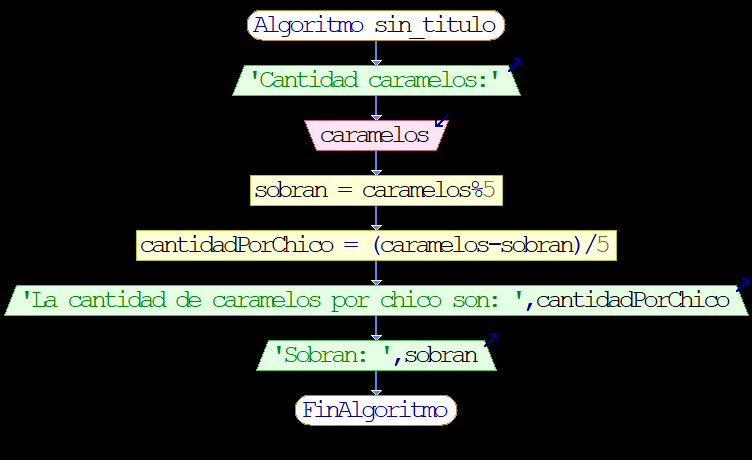 Algoritmo sin_titulo
'Cantidad caramelos:'
caramelos
sobran = caramelos%5
cantidadPorChico = (caramelos-sobran)/5
'La cantidad de caramelos por chico son: ',cantidadPorChico
'Sobran: ',sobran
FinAlgoritmo